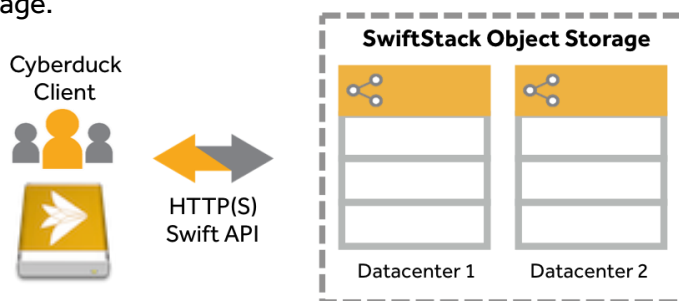 age.
SwiftStack Object Storage
Cyberduck
Client
HTTP(S)
Swift API
Datacenter 1
Datacenter 2